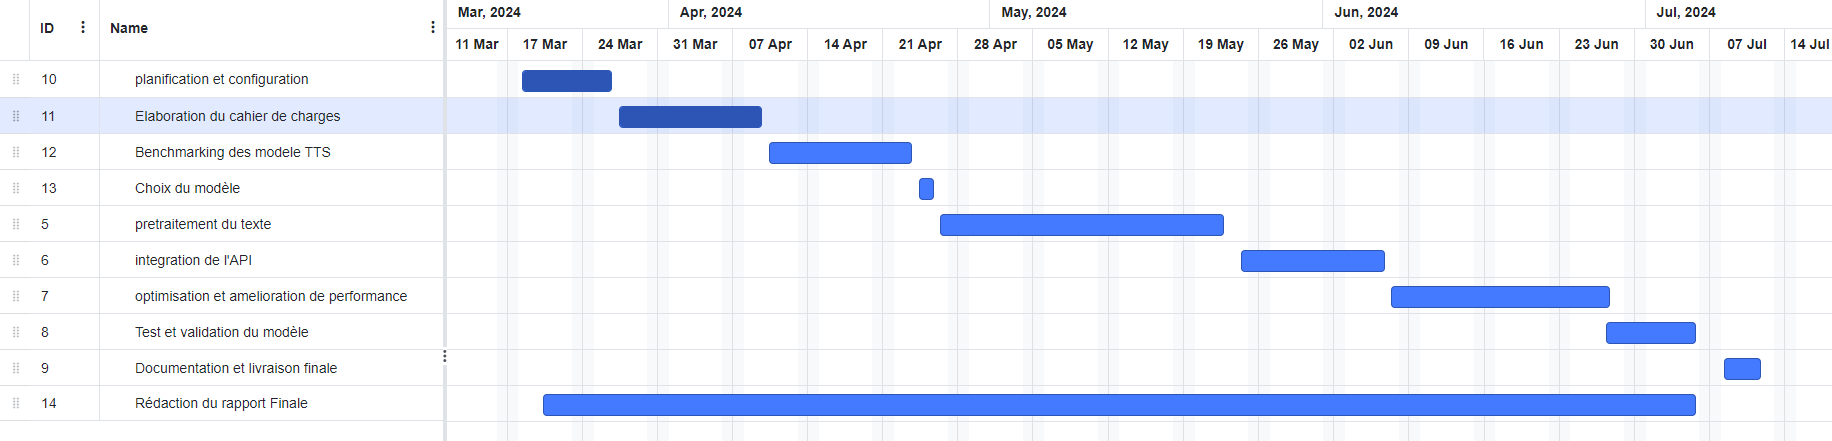 Mar, 2024 Apr, 2024 May, 2024 Jun, 2024 Jul, 2024
ID Name
11 Mar 17 Mar 24 Mar 31 Mar 07 Apr 14 Apr 21 Apr 28 Apr 05 May 12 May 19 May 26 May 02 Jun 09 Jun 16 Jun 23 Jun 30 Jun 07 Jul 14 Jul
10 planification et configuration
11 Elaboration du cahier de charges
12 Benchmarking des modele TTS
13 Choix du modèle
5 pretraitement du texte
6 integration de l'API
7 optimisation et amelioration de performance
8 Test et validation du modèle
9 Documentation et livraison finale
14 Rédaction du rapport Finale